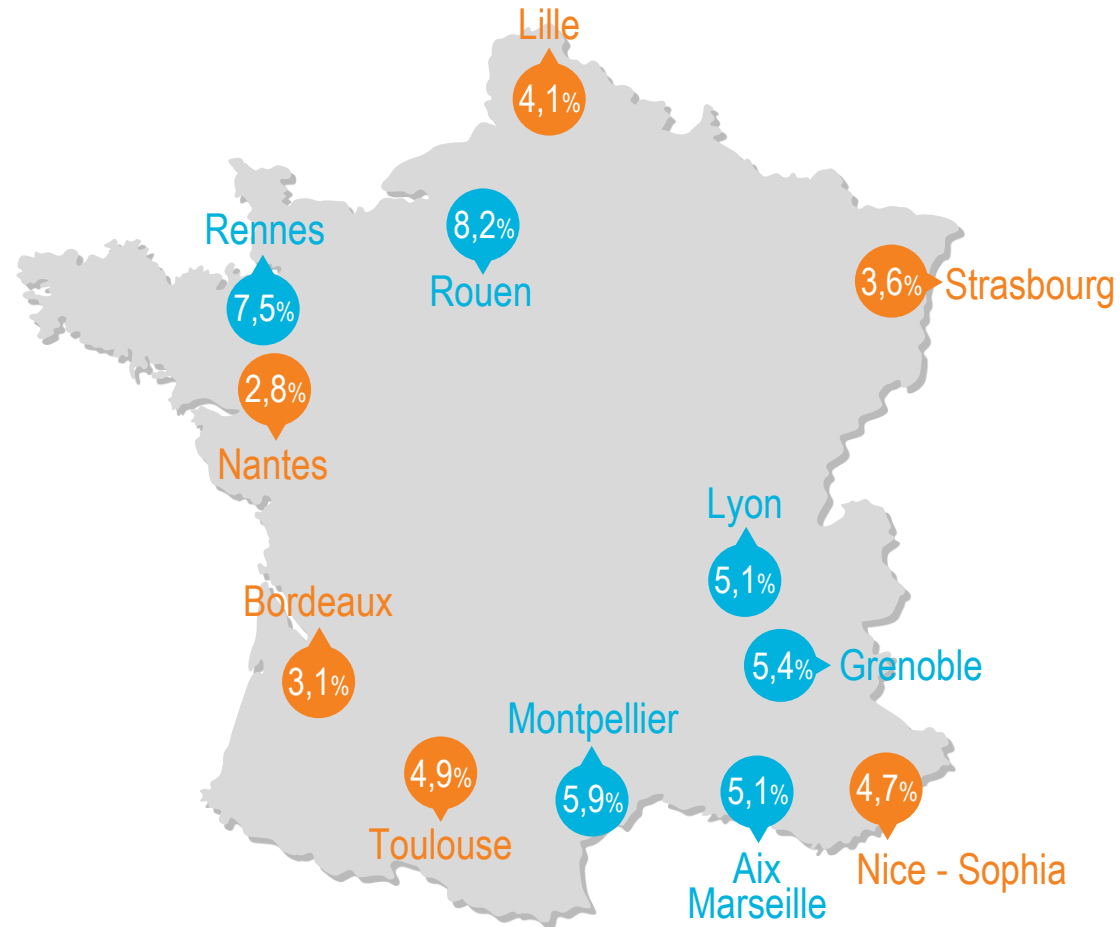 Lille
4,1%
Rennes
7,5%
8,2%
Rouen
3,6%
Strasbourg
2,8%
Nantes
Lyon
5,1%
Bordeaux
3,1%
5,4%
Grenoble
Montpellier
5,9%
4,9%
Toulouse
5,1%
Aix
Marseille
4,7%
Nice - Sophia